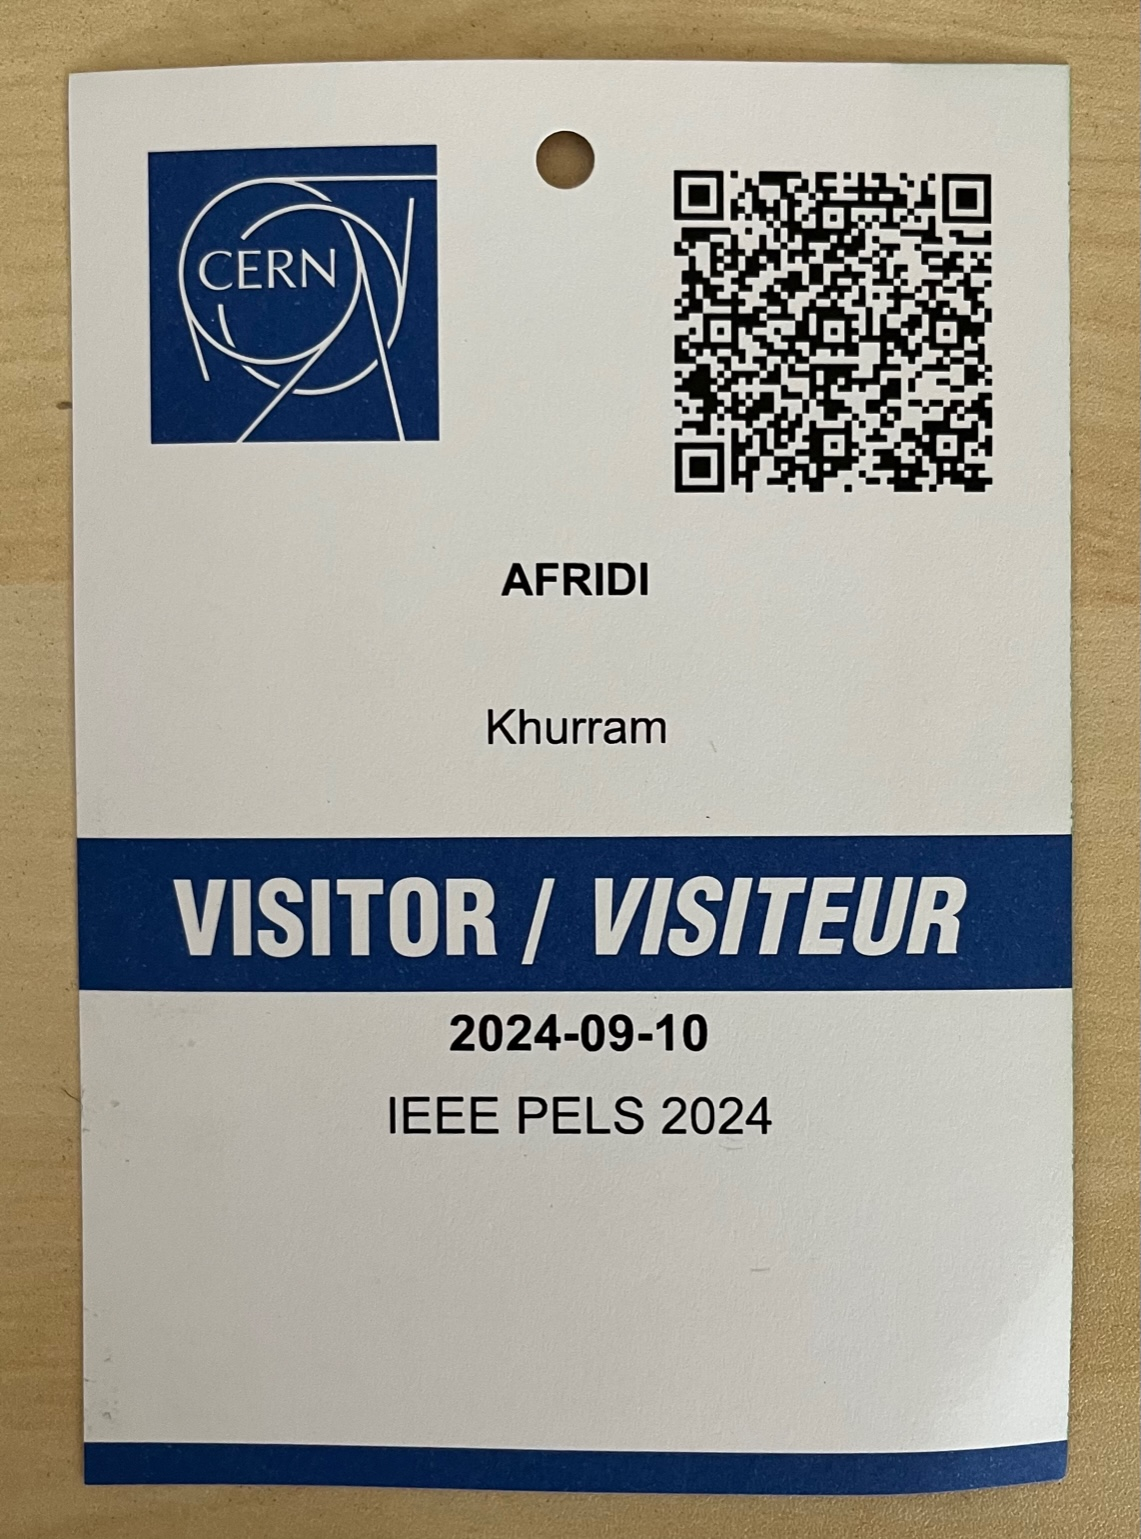 CERN
AFRIDI
Khurram
VISITOR / VISITEUR
2024-09-10
IEEE PELS 2024